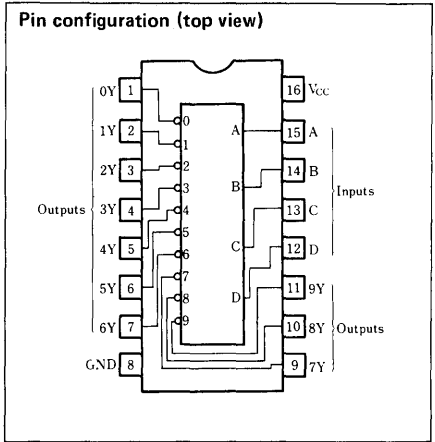 Pin configuration (top view)
0Y 1 16 VCC
1Y 2 0 A 15 A
1
2Y 3 2 14 B
3 B
Outputs 3Y 4 4 13 C Inputs
5
4Y 5 6 C 12 D
7
5Y 6 8 D 11 9Y
9
6Y 7 10 8Y Outputs
GND 8 9 7Y